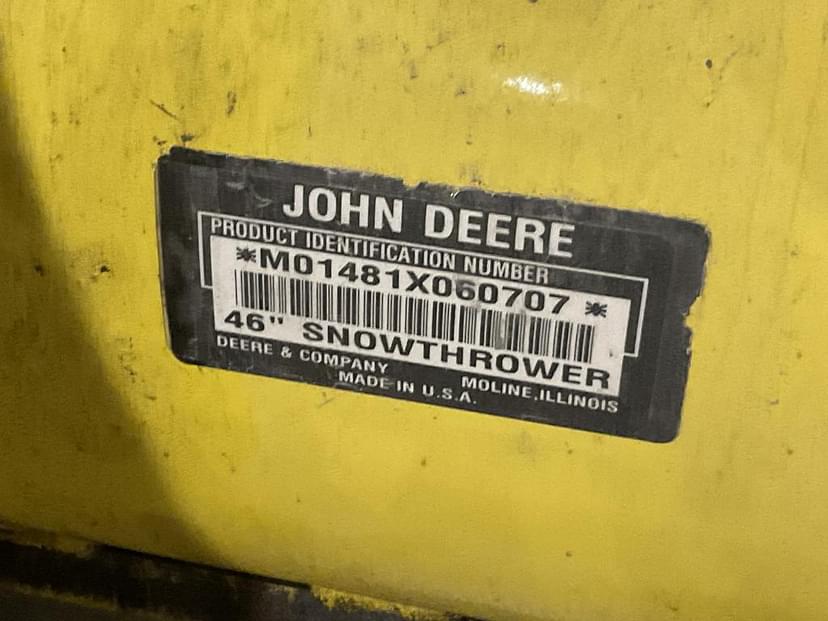 JOHN DEERE
PRODUCT IDENTIFICATION NUMBER
*M01481X060707 *
46" SNOWTHROWER
DEERE & COMPANY MOLINE, ILLINOIS
MADE IN U.S.A.